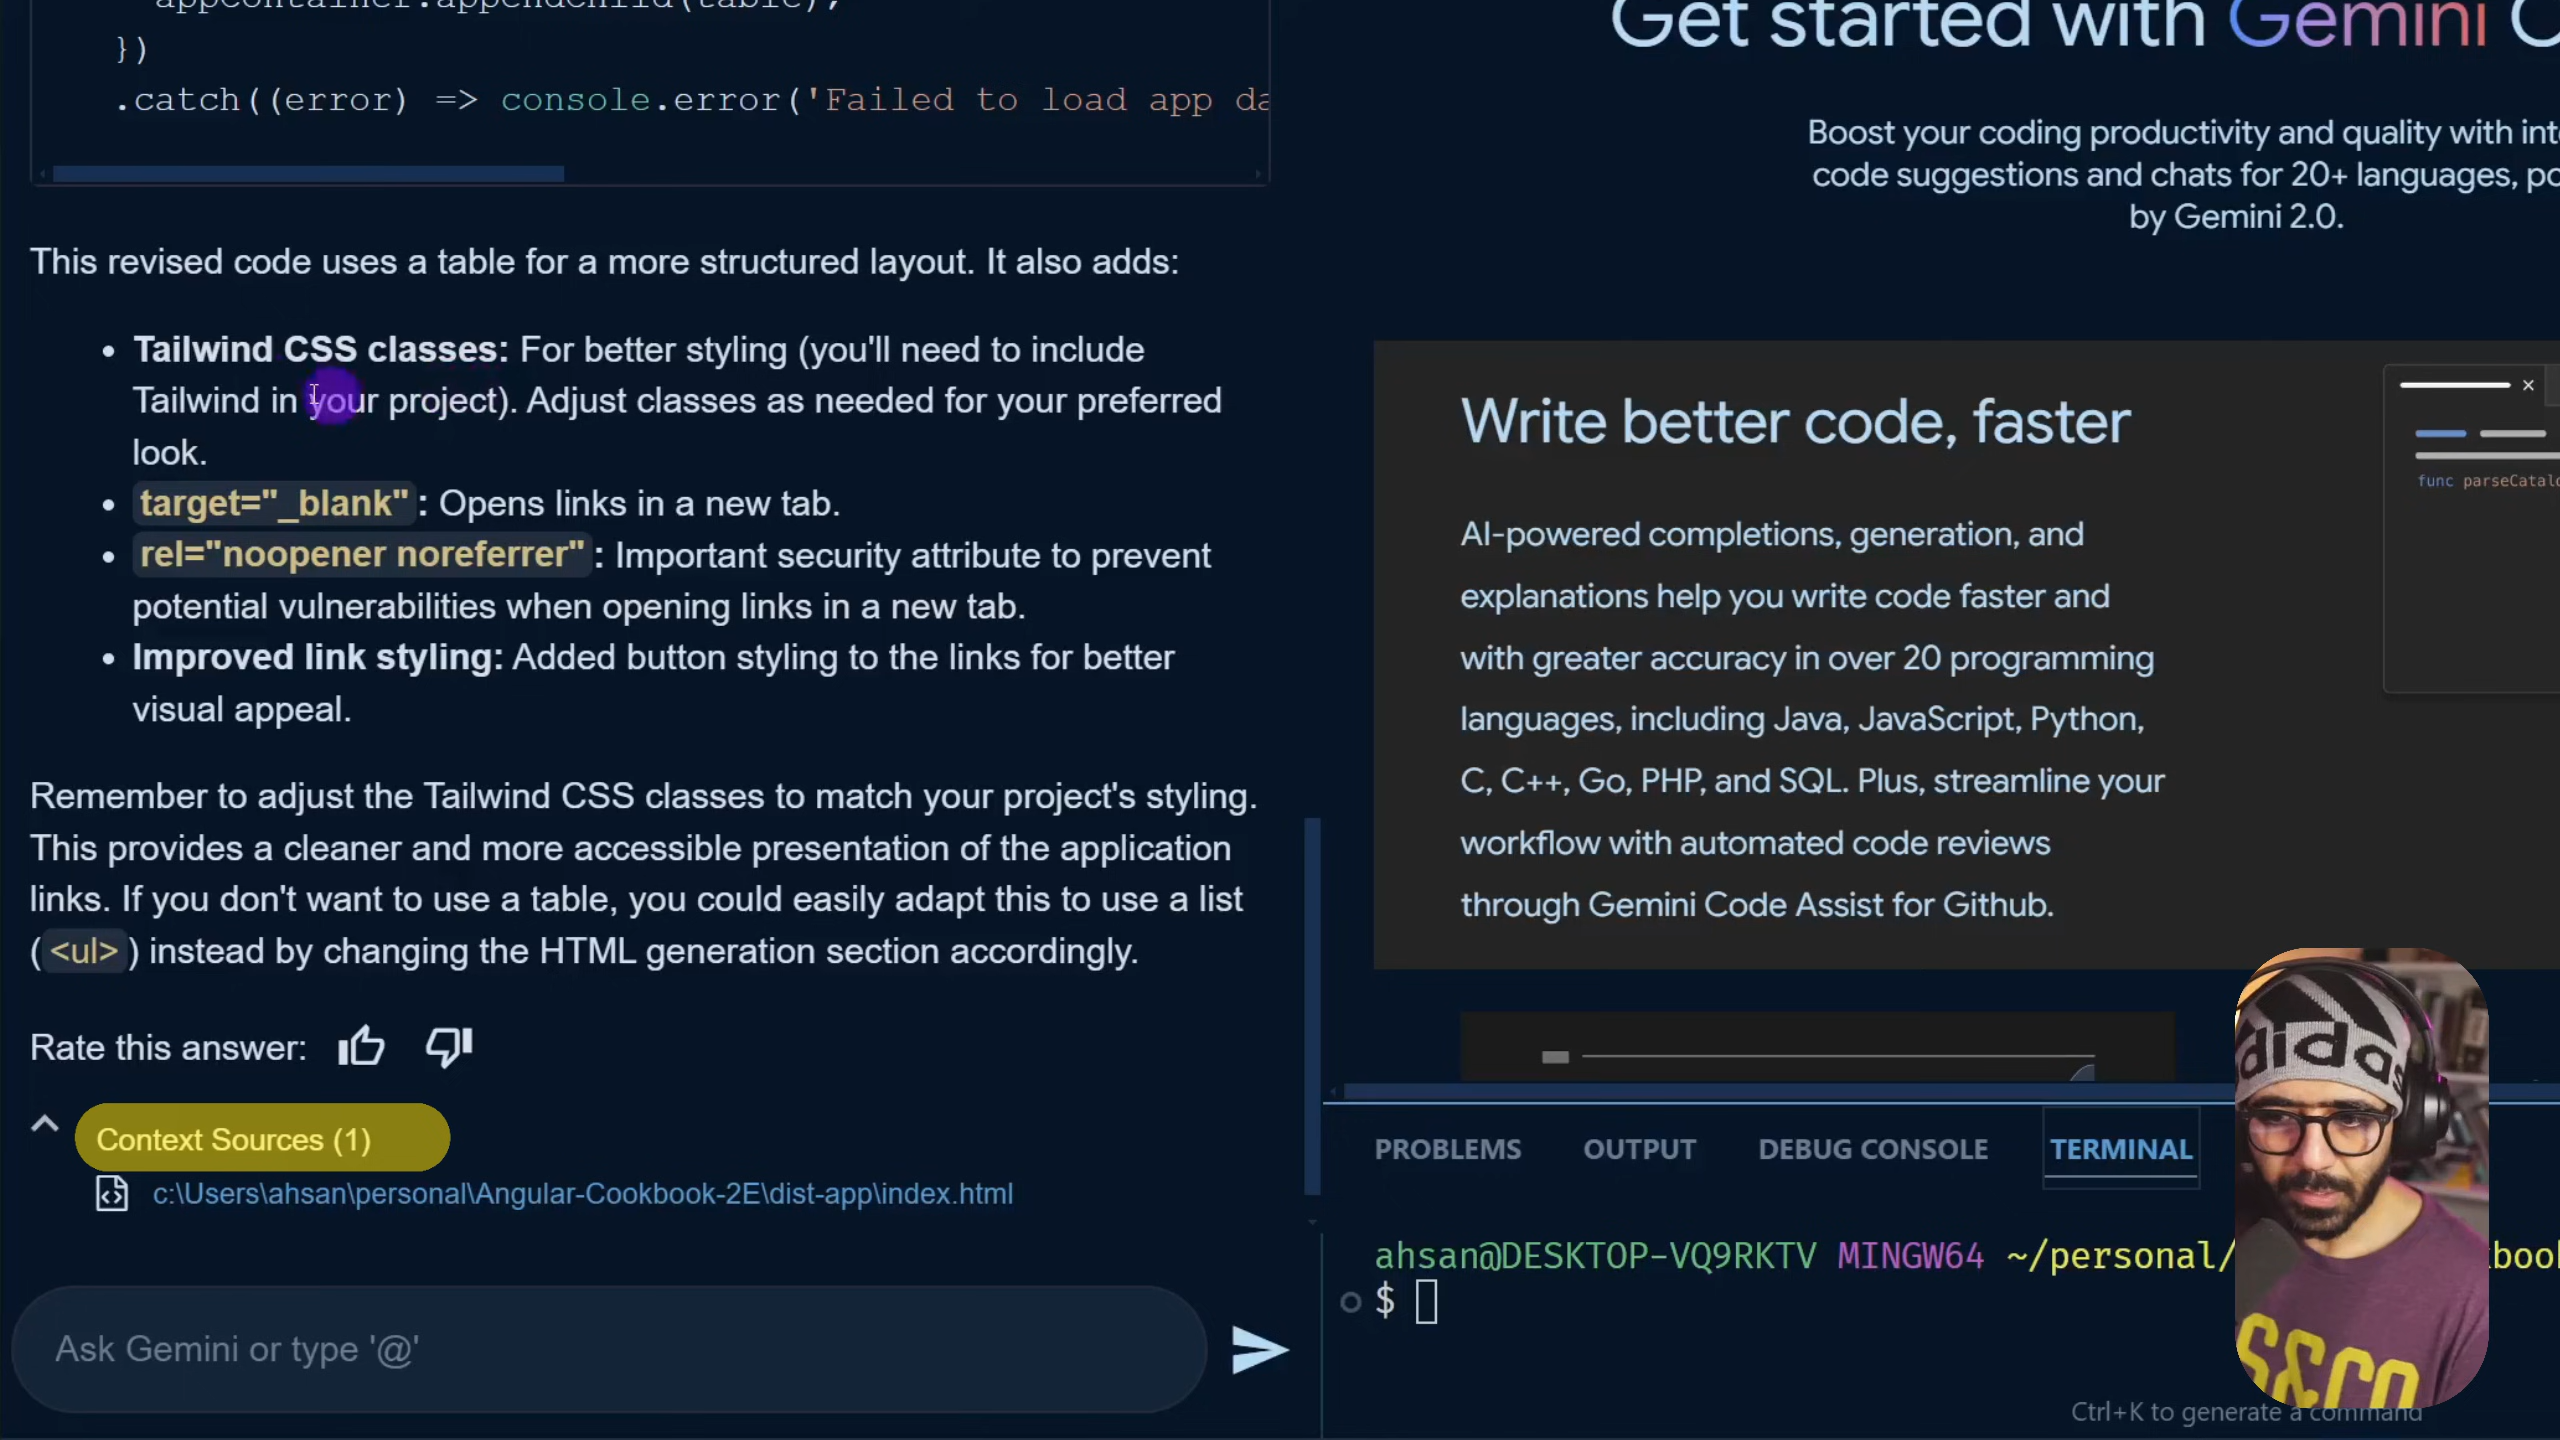 appContainer.appendChild(table);
})
.catch((error) => console.error('Failed to load app da
This revised code uses a table for a more structured layout. It also adds:
• Tailwind CSS classes: For better styling (you'll need to include
Tailwind in your project). Adjust classes as needed for your preferred
look.
• target="_blank": Opens links in a new tab.
• rel="noopener noreferrer": Important security attribute to prevent
potential vulnerabilities when opening links in a new tab.
• Improved link styling: Added button styling to the links for better
visual appeal.
Remember to adjust the Tailwind CSS classes to match your project's styling.
This provides a cleaner and more accessible presentation of the application
links. If you don't want to use a table, you could easily adapt this to use a list
(<ul>) instead by changing the HTML generation section accordingly.
Rate this answer:
Context Sources (1)
c:\Users\ahsan\personal\Angular-Cookbook-2E\dist-app\index.html
Ask Gemini or type '@'
Get started with Gemini C
Boost your coding productivity and quality with inte
code suggestions and chats for 20+ languages, po
by Gemini 2.0.
Write better code, faster
AI-powered completions, generation, and
explanations help you write code faster and
with greater accuracy in over 20 programming
languages, including Java, JavaScript, Python,
C, C++, Go, PHP, and SQL. Plus, streamline your
workflow with automated code reviews
through Gemini Code Assist for Github.
func parseCatalo
PROBLEMS OUTPUT DEBUG CONSOLE TERMINAL
ahsan@DESKTOP-VQ9RKTV MINGW64 ~/personal/ kboo
$
Ctrl+K to generate a command
adidas